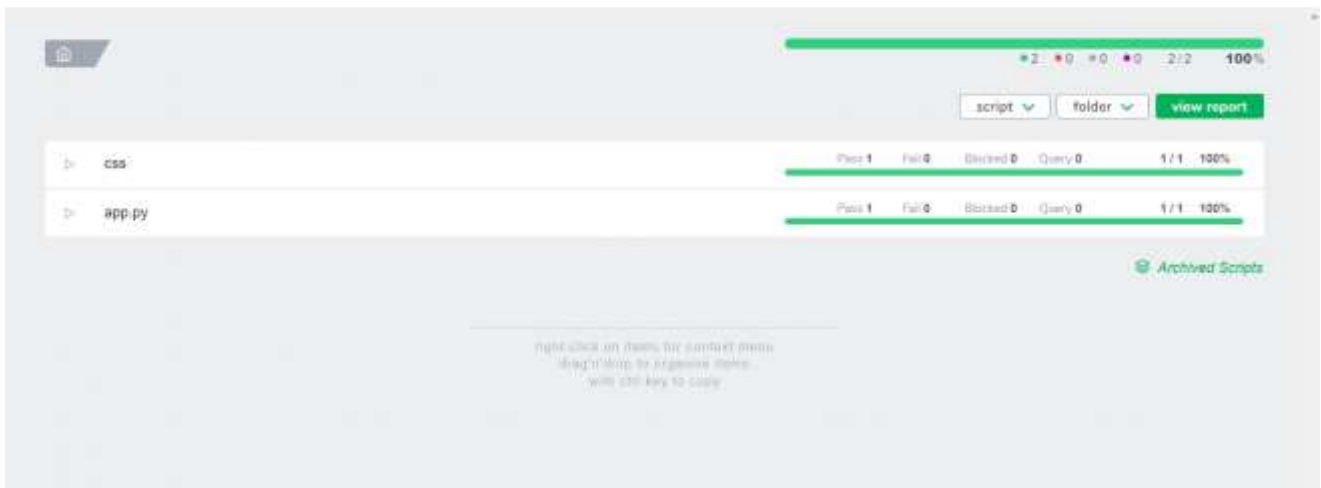 2 0 0 0 2/2 100%
script folder view report
css Pass 1 Fail 0 Blocked 0 Query 0 1 / 1 100%
app.py Pass 1 Fail 0 Blocked 0 Query 0 1 / 1 100%
Archived Scripts
right click on items for context menu
drag'n'drop to organise items
with ctrl key to copy